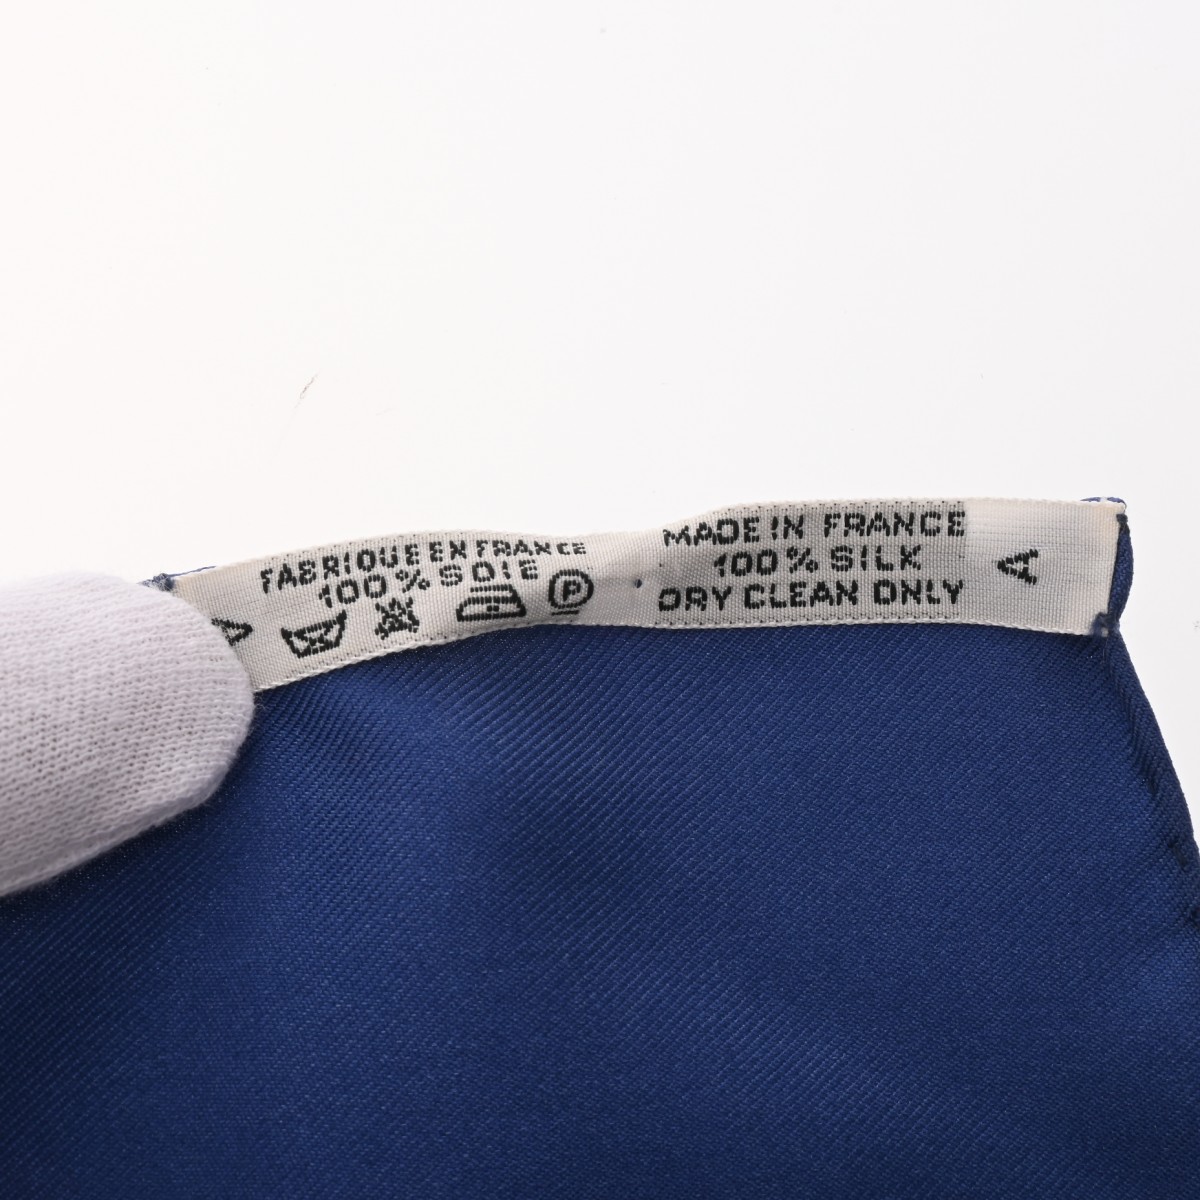 FABRIQUE EN FRANCE
100% SOIE
P
MADE IN FRANCE
100% SILK
DRY CLEAN ONLY
A